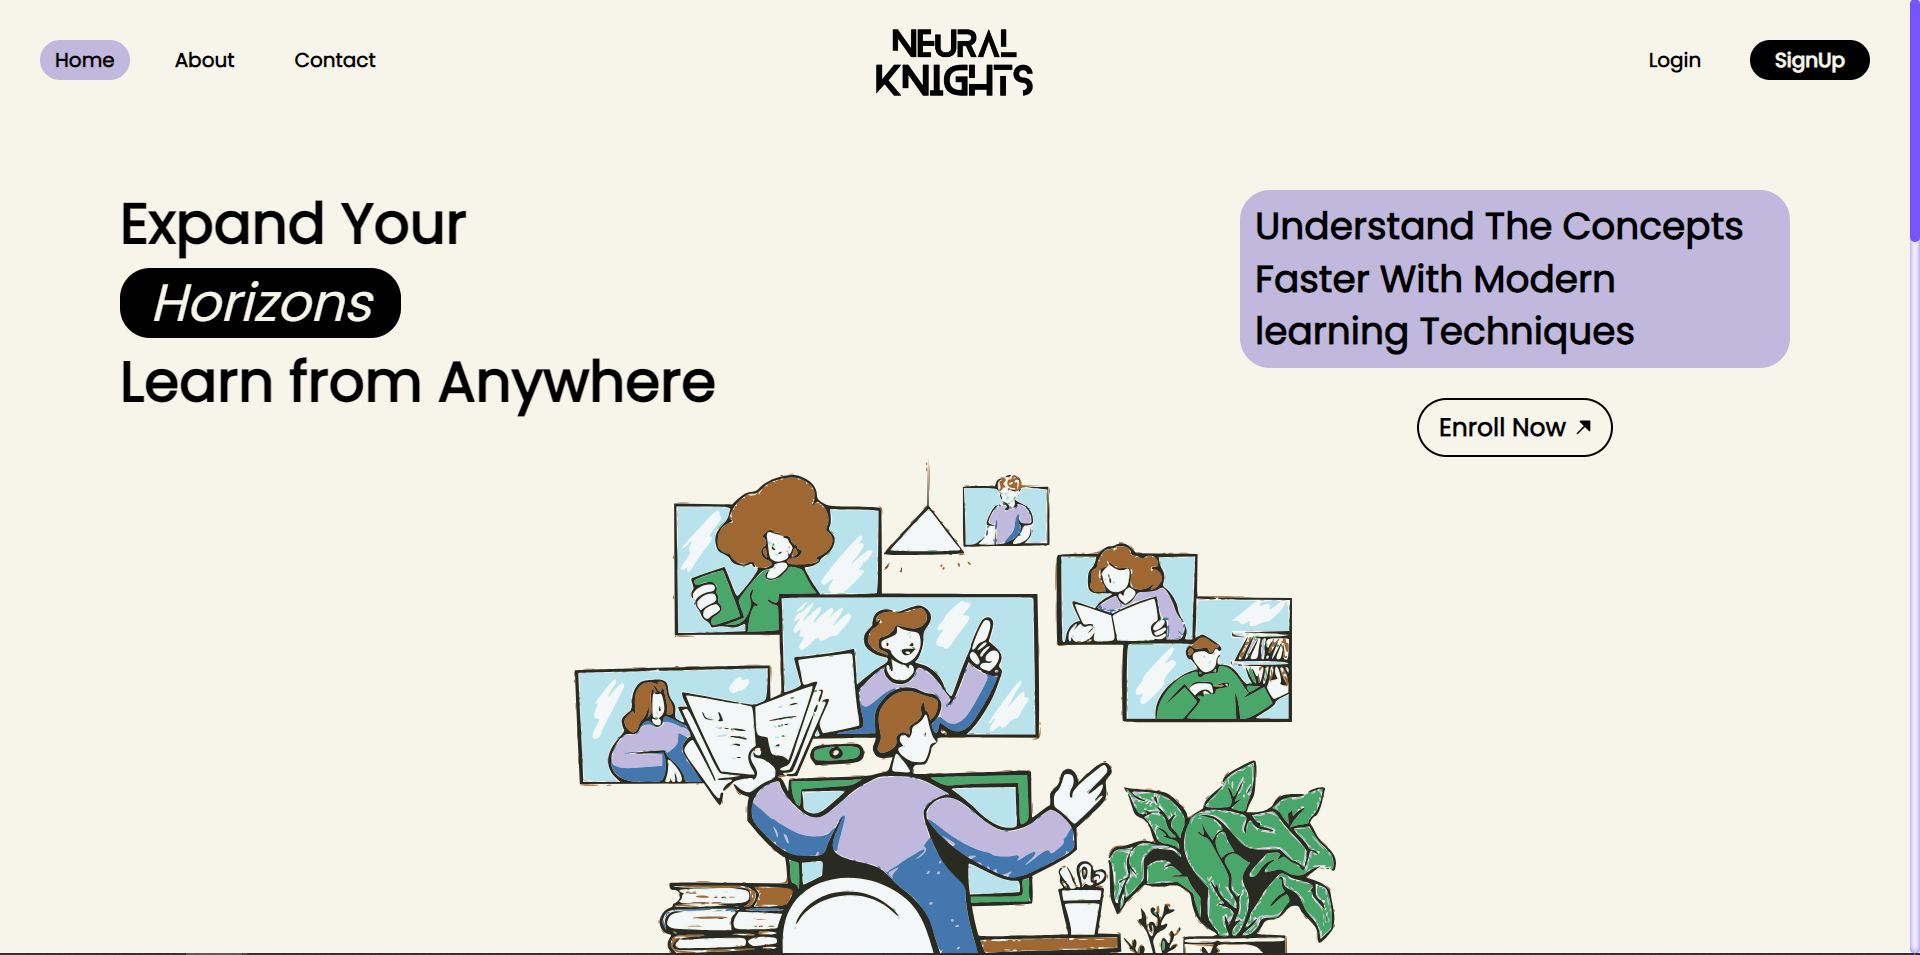 Home About Contact
NEURAL
KNIGHTS
Login SignUp
Expand Your
Horizons
Learn from Anywhere
Understand The Concepts
Faster With Modern
learning Techniques
Enroll Now